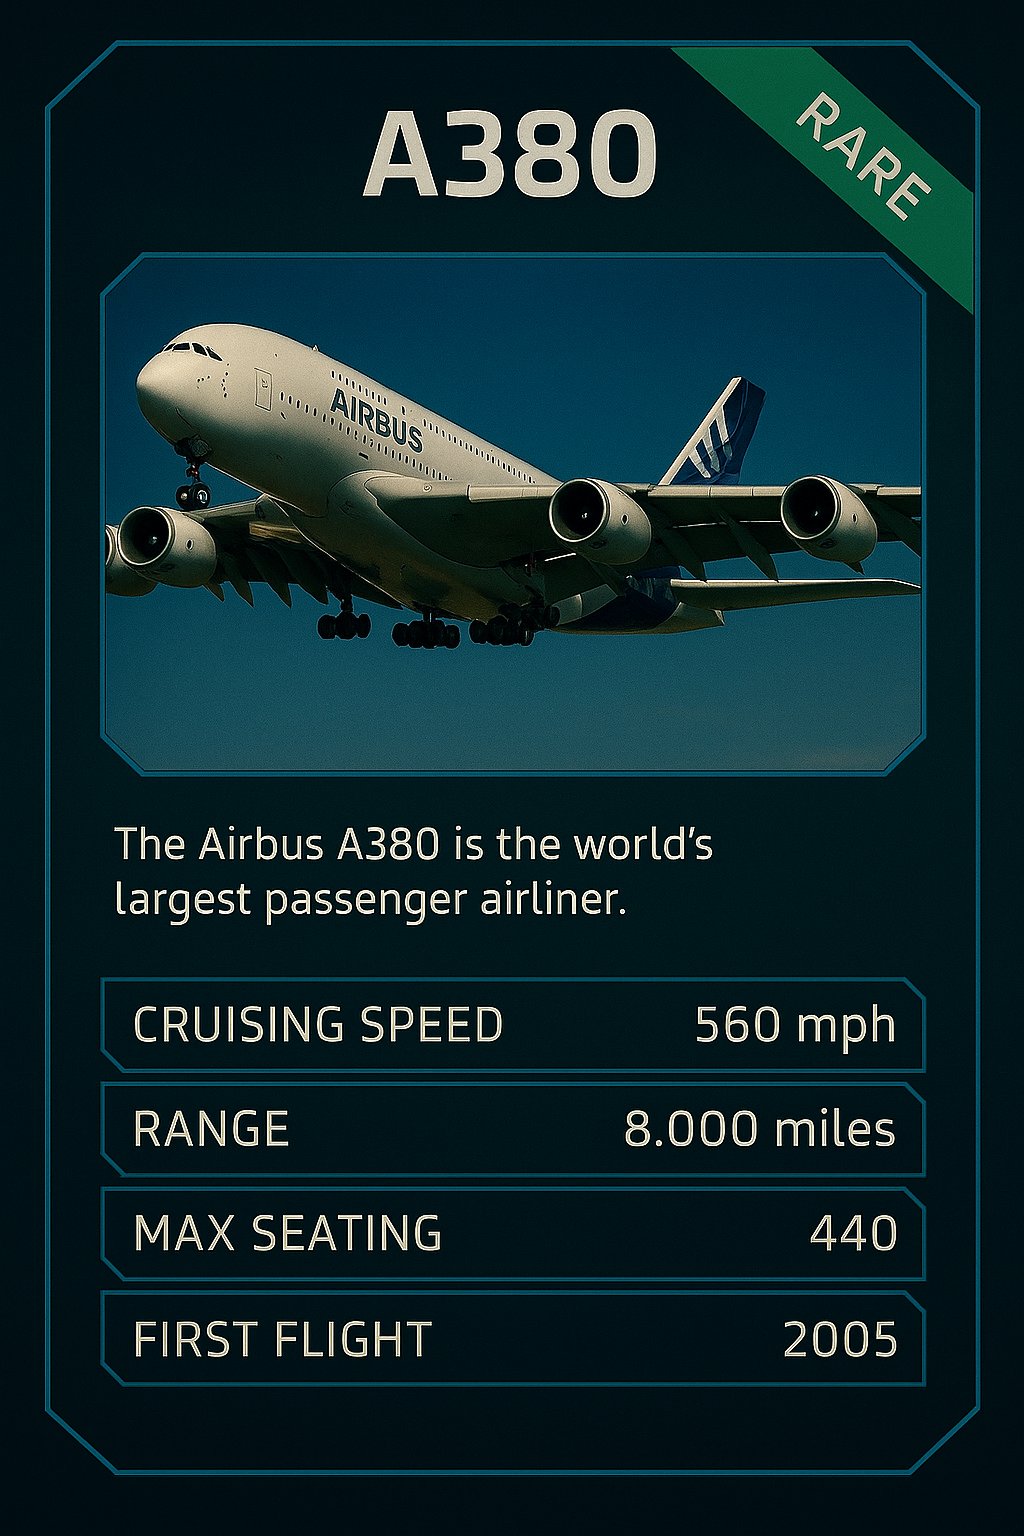 A380
RARE
AIRBUS
The Airbus A380 is the world's
largest passenger airliner.
CRUISING SPEED 560 mph
RANGE 8.000 miles
MAX SEATING 440
FIRST FLIGHT 2005